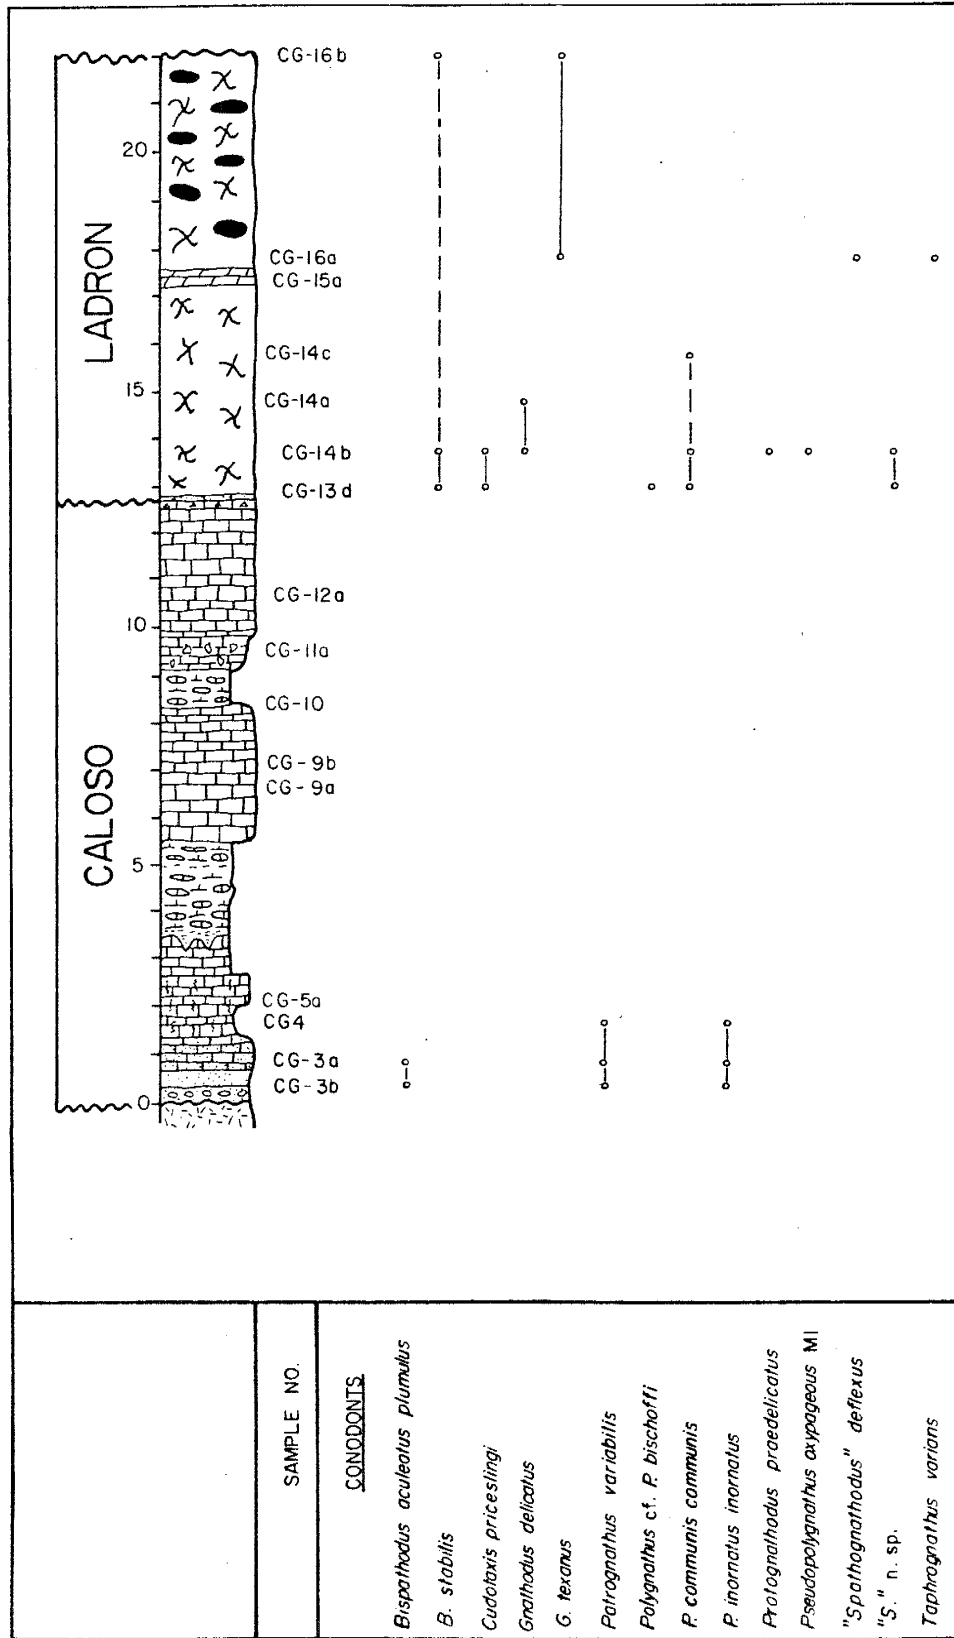 LADRON
CALOSO
20
15
10
5
0
CG-16b
CG-16a
CG-15a
CG-14c
CG-14a
CG-14b
CG-13d
CG-12a
CG-11a
CG-10
CG-9b
CG-9a
CG-5a
CG4
CG-3a
CG-3b
SAMPLE NO.
CONODONTS
Bispathodus aculeatus plumulus
B. stabilis
Cudotaxis priceslingi
Gnathodus delicatus
G. texanus
Patrognathus variabilis
Polygnathus cf. P. bischoffi
P. communis communis
P. inornatus inornatus
Protognathodus praedelicatus
Pseudopolygnathus oxypageous M1
"Spathognathodus" deflexus
"S." n. sp.
Taphrognathus varians